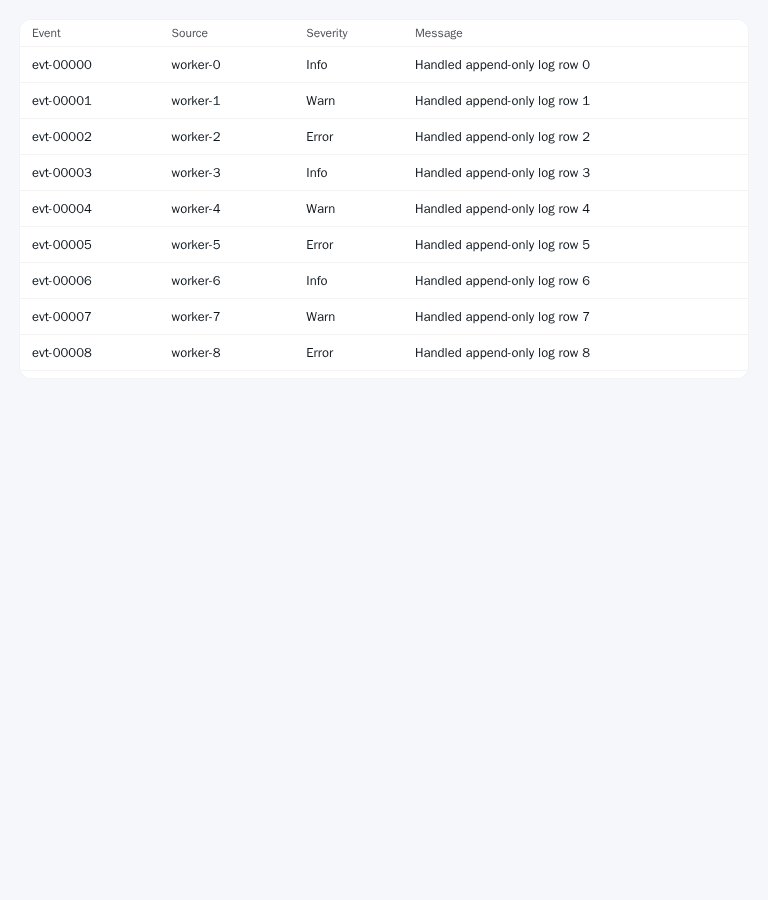 Event Source Severity Message
evt-00000 worker-0 Info Handled append-only log row 0
evt-00001 worker-1 Warn Handled append-only log row 1
evt-00002 worker-2 Error Handled append-only log row 2
evt-00003 worker-3 Info Handled append-only log row 3
evt-00004 worker-4 Warn Handled append-only log row 4
evt-00005 worker-5 Error Handled append-only log row 5
evt-00006 worker-6 Info Handled append-only log row 6
evt-00007 worker-7 Warn Handled append-only log row 7
evt-00008 worker-8 Error Handled append-only log row 8